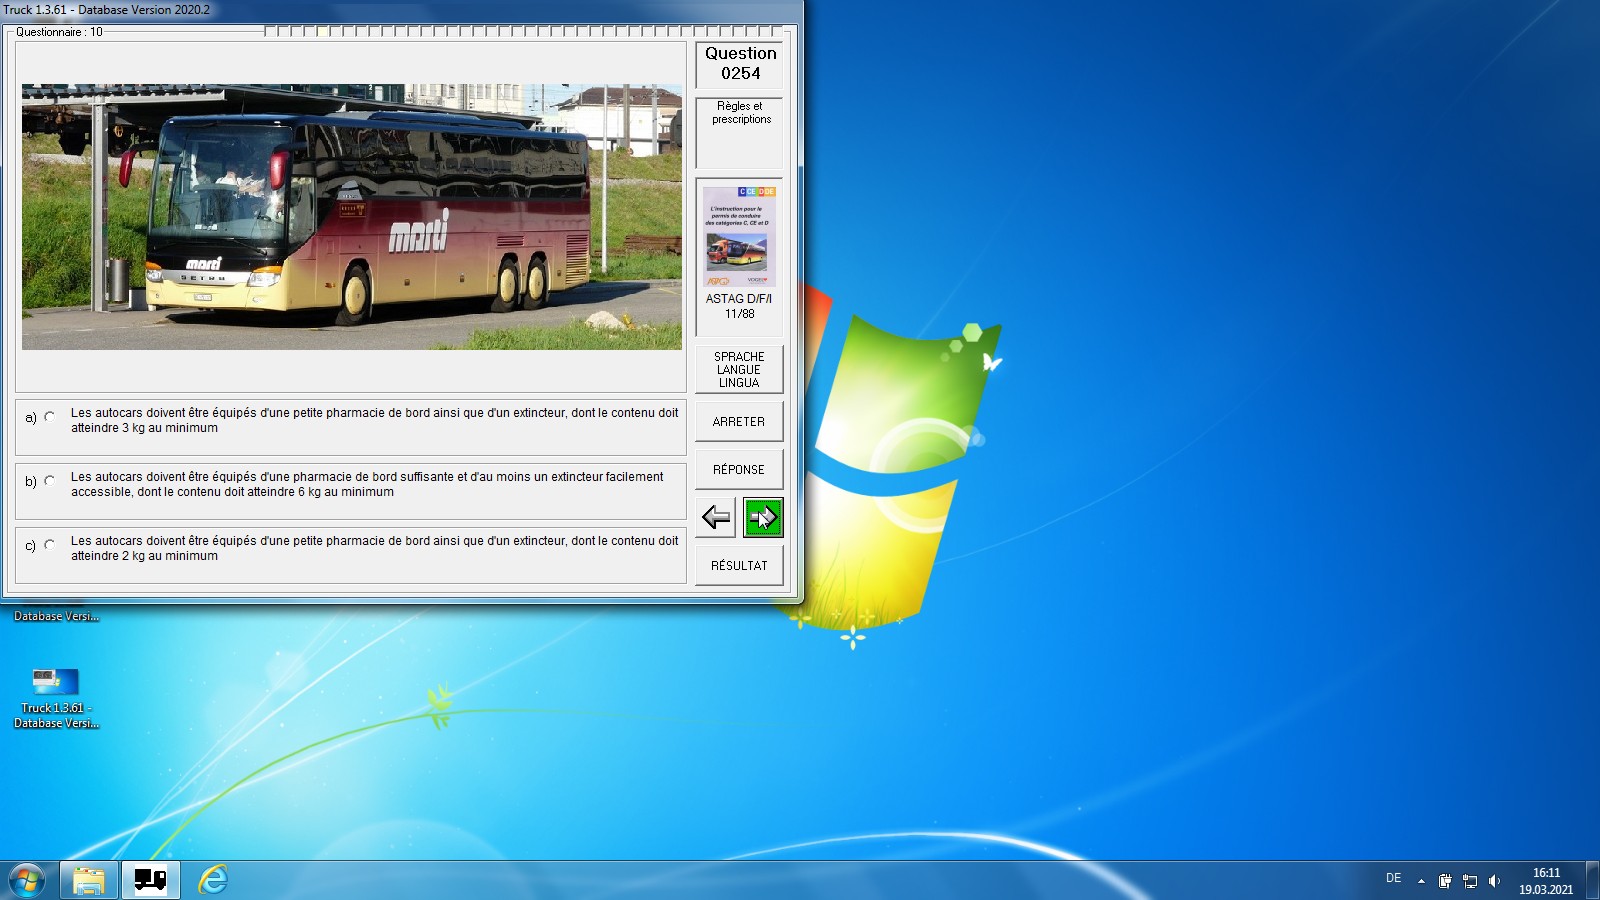 Truck 1.3.61 - Database Version 2020.2
Questionnaire : 10
Question
0254
Règles et
prescriptions
marti
marti
SETRA
C CE D DE
L'instruction pour le
permis de conduire
des catégories C, CE et D
ASTAG D/F/I
11/88
SPRACHE
LANGUE
LINGUA
ARRETER
RÉPONSE
RÉSULTAT
a) Les autocars doivent être équipés d'une petite pharmacie de bord ainsi que d'un extincteur, dont le contenu doit
atteindre 3 kg au minimum
b) Les autocars doivent être équipés d'une pharmacie de bord suffisante et d'au moins un extincteur facilement
accessible, dont le contenu doit atteindre 6 kg au minimum
c) Les autocars doivent être équipés d'une petite pharmacie de bord ainsi que d'un extincteur, dont le contenu doit
atteindre 2 kg au minimum
Database Versi...
Truck 1.3.61 -
Database Versi...
DE
16:11
19.03.2021